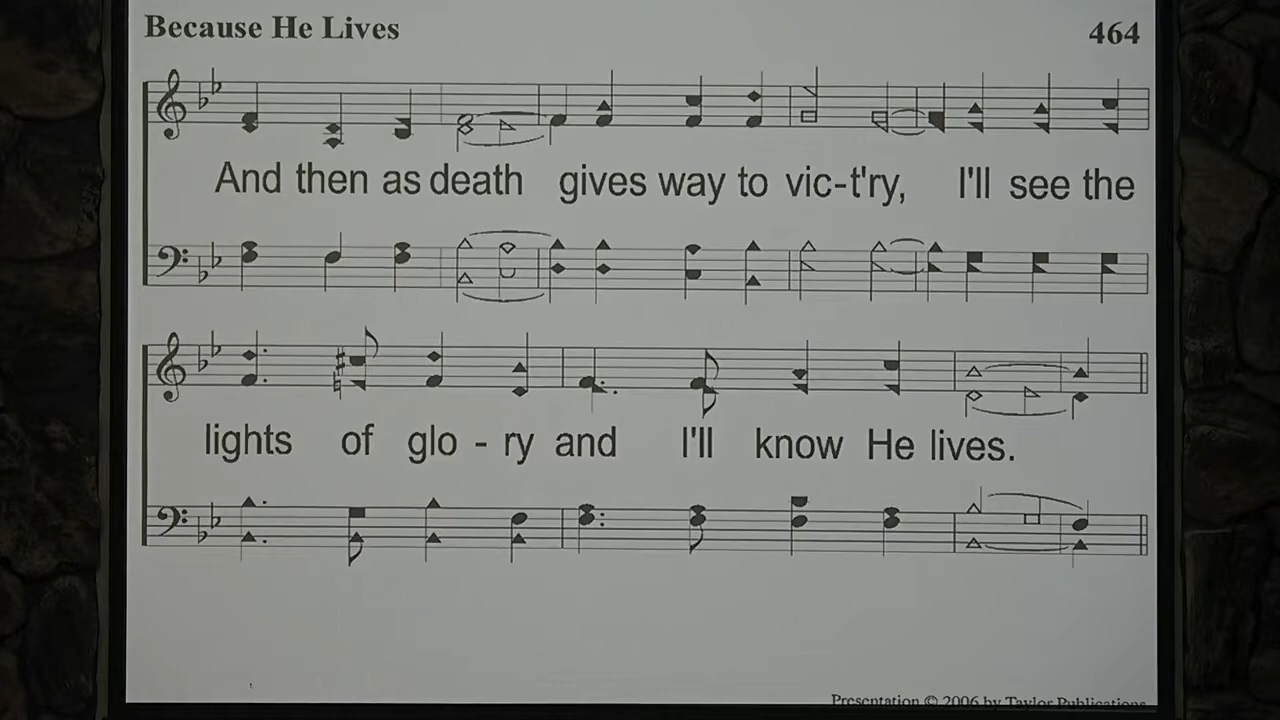 Because He Lives 464
And then as death gives way to vic-t'ry, I'll see the
lights of glo - ry and I'll know He lives.
Presentation © 2006 by Taylor Publications